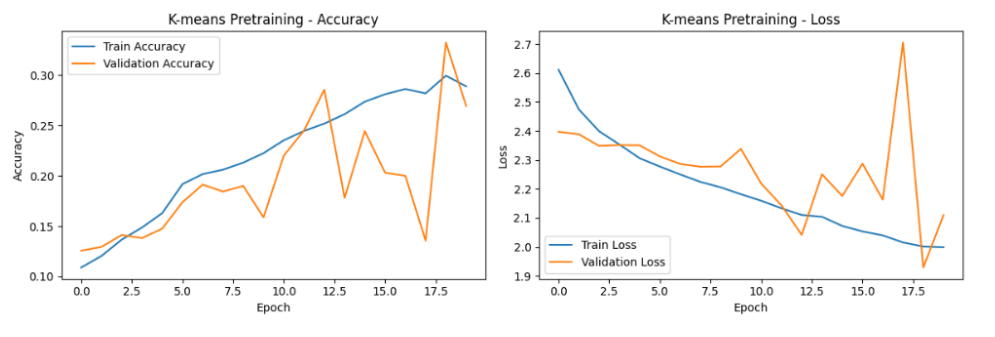 K-means Pretraining - Accuracy
Train Accuracy
Validation Accuracy
0.30
0.25
0.20
0.15
0.10
Accuracy
0.0 2.5 5.0 7.5 10.0 12.5 15.0 17.5
Epoch
K-means Pretraining - Loss
2.7
2.6
2.5
2.4
2.3
2.2
2.1
2.0
1.9
Loss
Train Loss
Validation Loss
0.0 2.5 5.0 7.5 10.0 12.5 15.0 17.5
Epoch